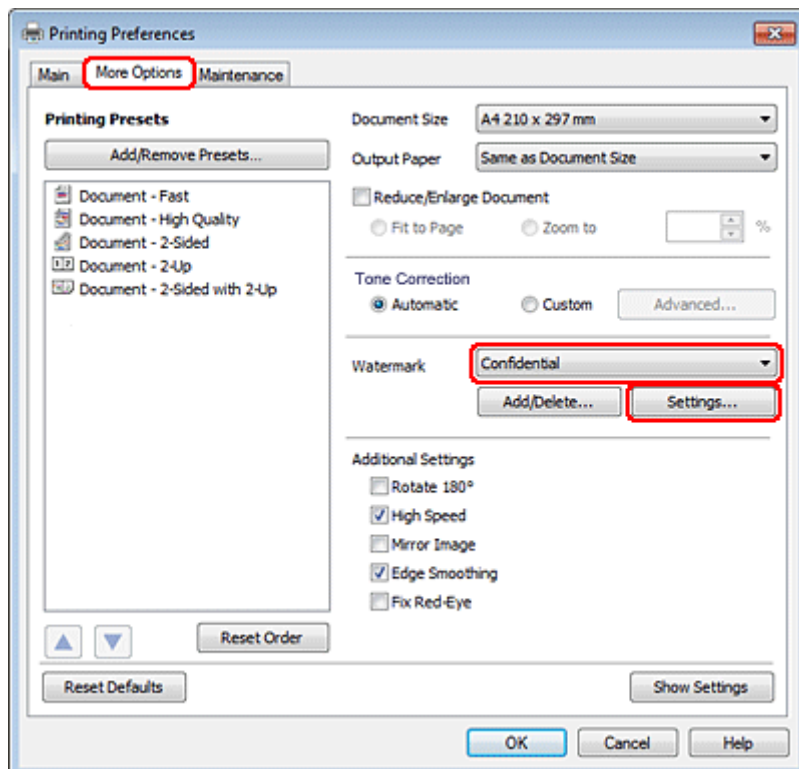 Printing Preferences
Main More Options Maintenance
Printing Presets
Add/Remove Presets...
Document - Fast
Document - High Quality
Document - 2-Sided
Document - 2-Up
Document - 2-Sided with 2-Up
Reset Order
Document Size A4 210 x 297 mm
Output Paper Same as Document Size
Reduce/Enlarge Document
Fit to Page Zoom to %
Tone Correction
Automatic Custom Advanced...
Watermark Confidential
Add/Delete... Settings...
Additional Settings
Rotate 180°
High Speed
Mirror Image
Edge Smoothing
Fix Red-Eye
Reset Defaults Show Settings
OK Cancel Help